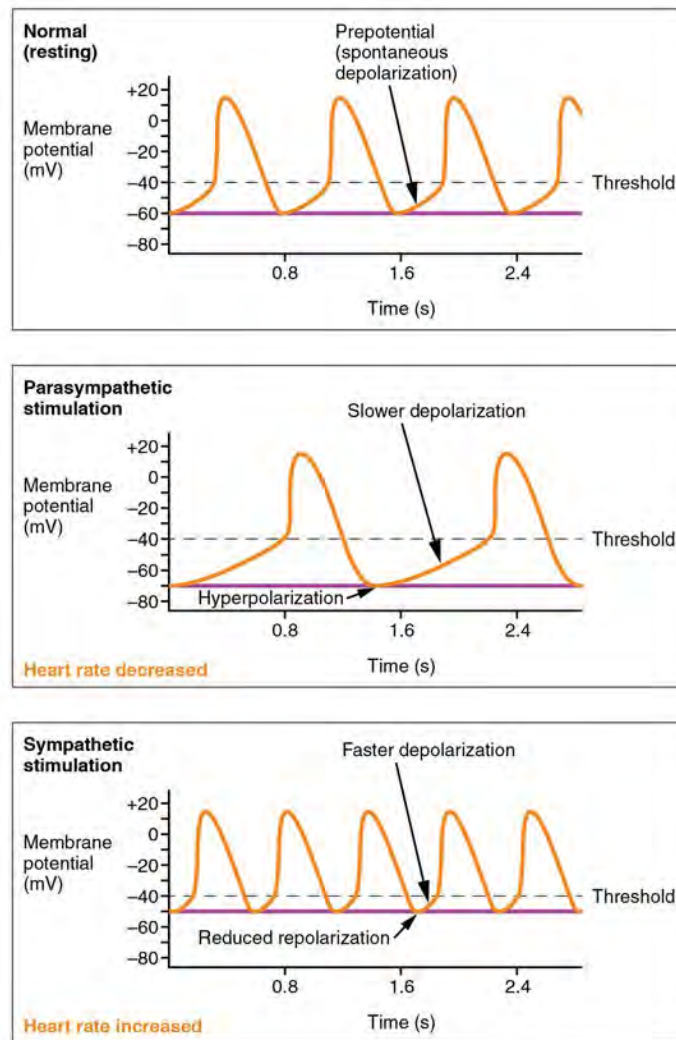 Normal
(resting)
Prepotential
(spontaneous
depolarization)
Membrane
potential
(mV)
+20
0
–20
–40
–60
–80
Threshold
0.8
1.6
2.4
Time (s)
Parasympathetic
stimulation
Slower depolarization
Membrane
potential
(mV)
+20
0
–20
–40
–60
–80
Threshold
Hyperpolarization
0.8
1.6
2.4
Heart rate decreased
Time (s)
Sympathetic
stimulation
Faster depolarization
Membrane
potential
(mV)
+20
0
–20
–40
–60
–80
Threshold
Reduced repolarization
0.8
1.6
2.4
Heart rate increased
Time (s)